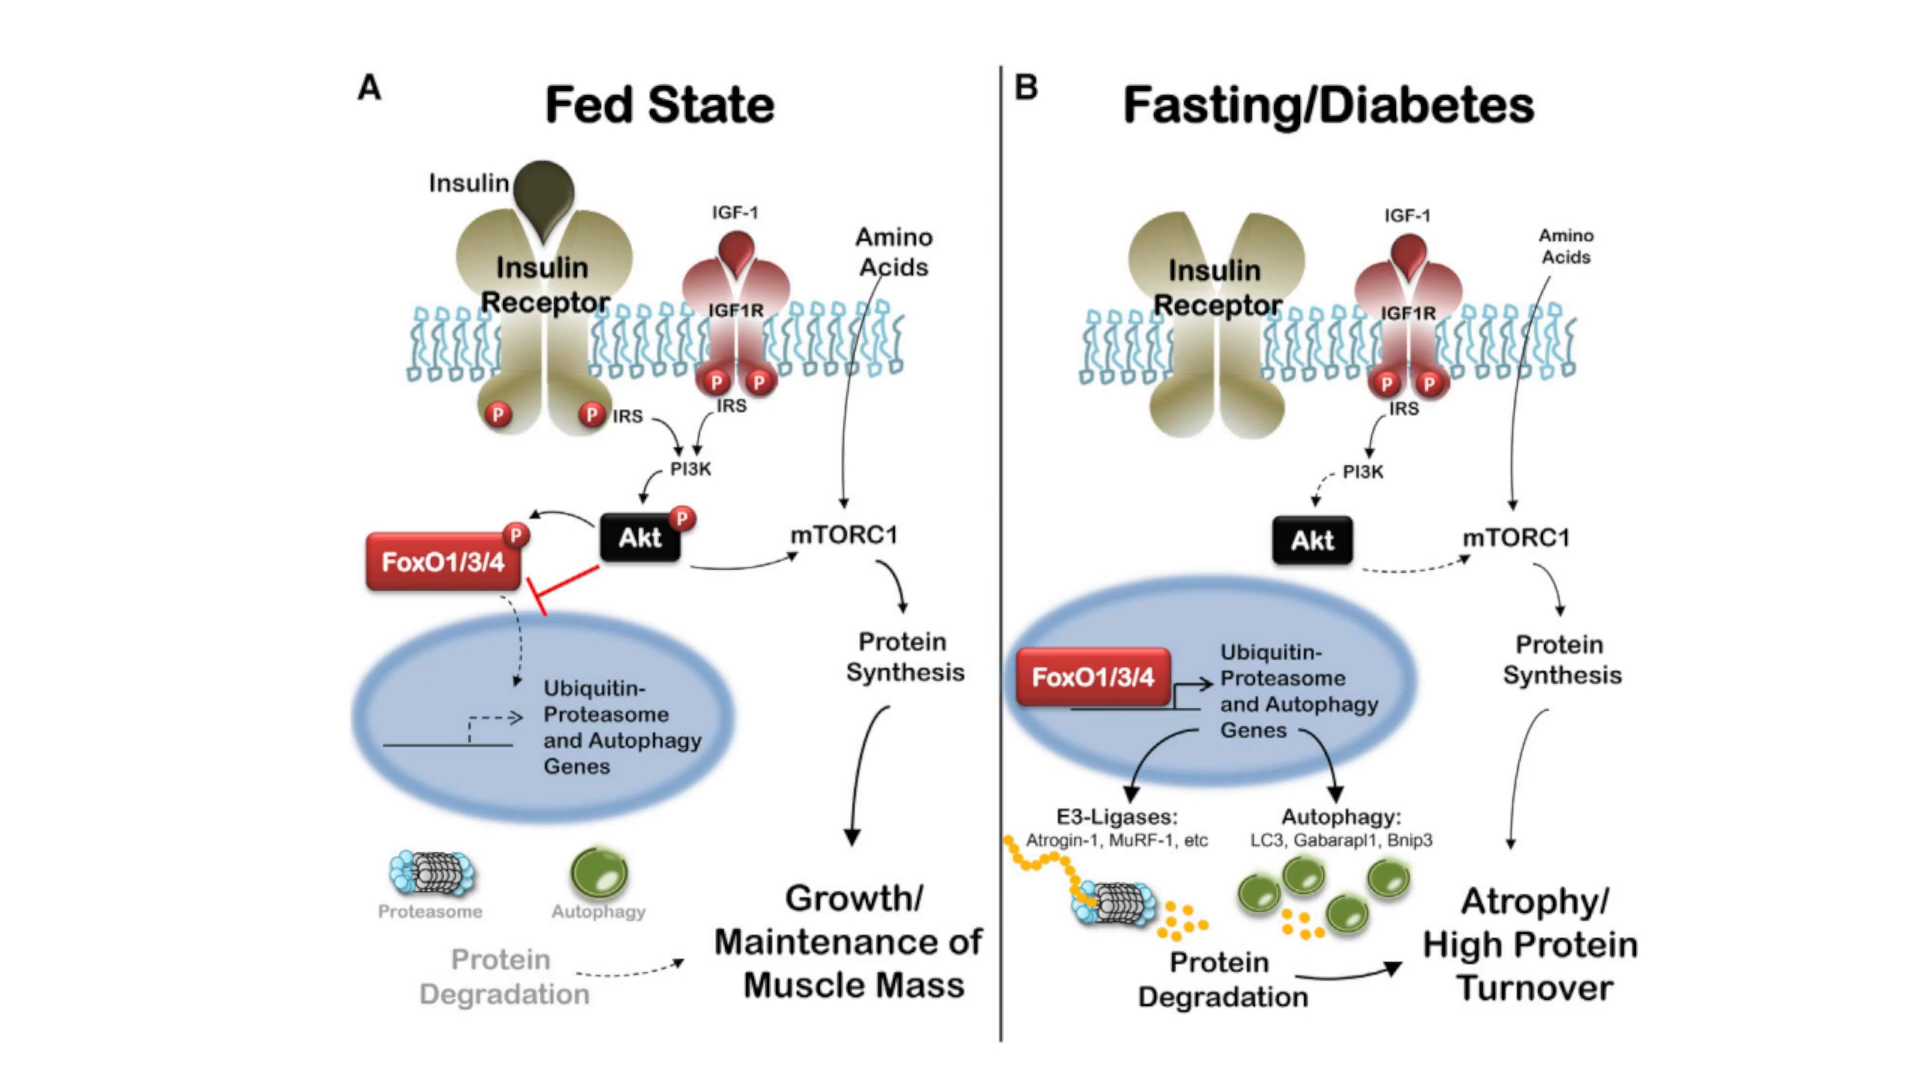 A
Fed State
Insulin
IGF-1
Amino
Acids
Insulin
Receptor
IGF1R
P
P
P
P
IRS
IRS
PI3K
Akt
P
P
FoxO1/3/4
mTORC1
Protein
Synthesis
Ubiquitin-
Proteasome
and Autophagy
Genes
Proteasome
Autophagy
Protein
Degradation
Growth/
Maintenance of
Muscle Mass
B
Fasting/Diabetes
IGF-1
Amino
Acids
Insulin
Receptor
IGF1R
P
P
IRS
PI3K
Akt
mTORC1
Protein
Synthesis
FoxO1/3/4
Ubiquitin-
Proteasome
and Autophagy
Genes
E3-Ligases:
Atrogin-1, MuRF-1, etc
Autophagy:
LC3, Gabarapl1, Bnip3
Protein
Degradation
Atrophy/
High Protein
Turnover